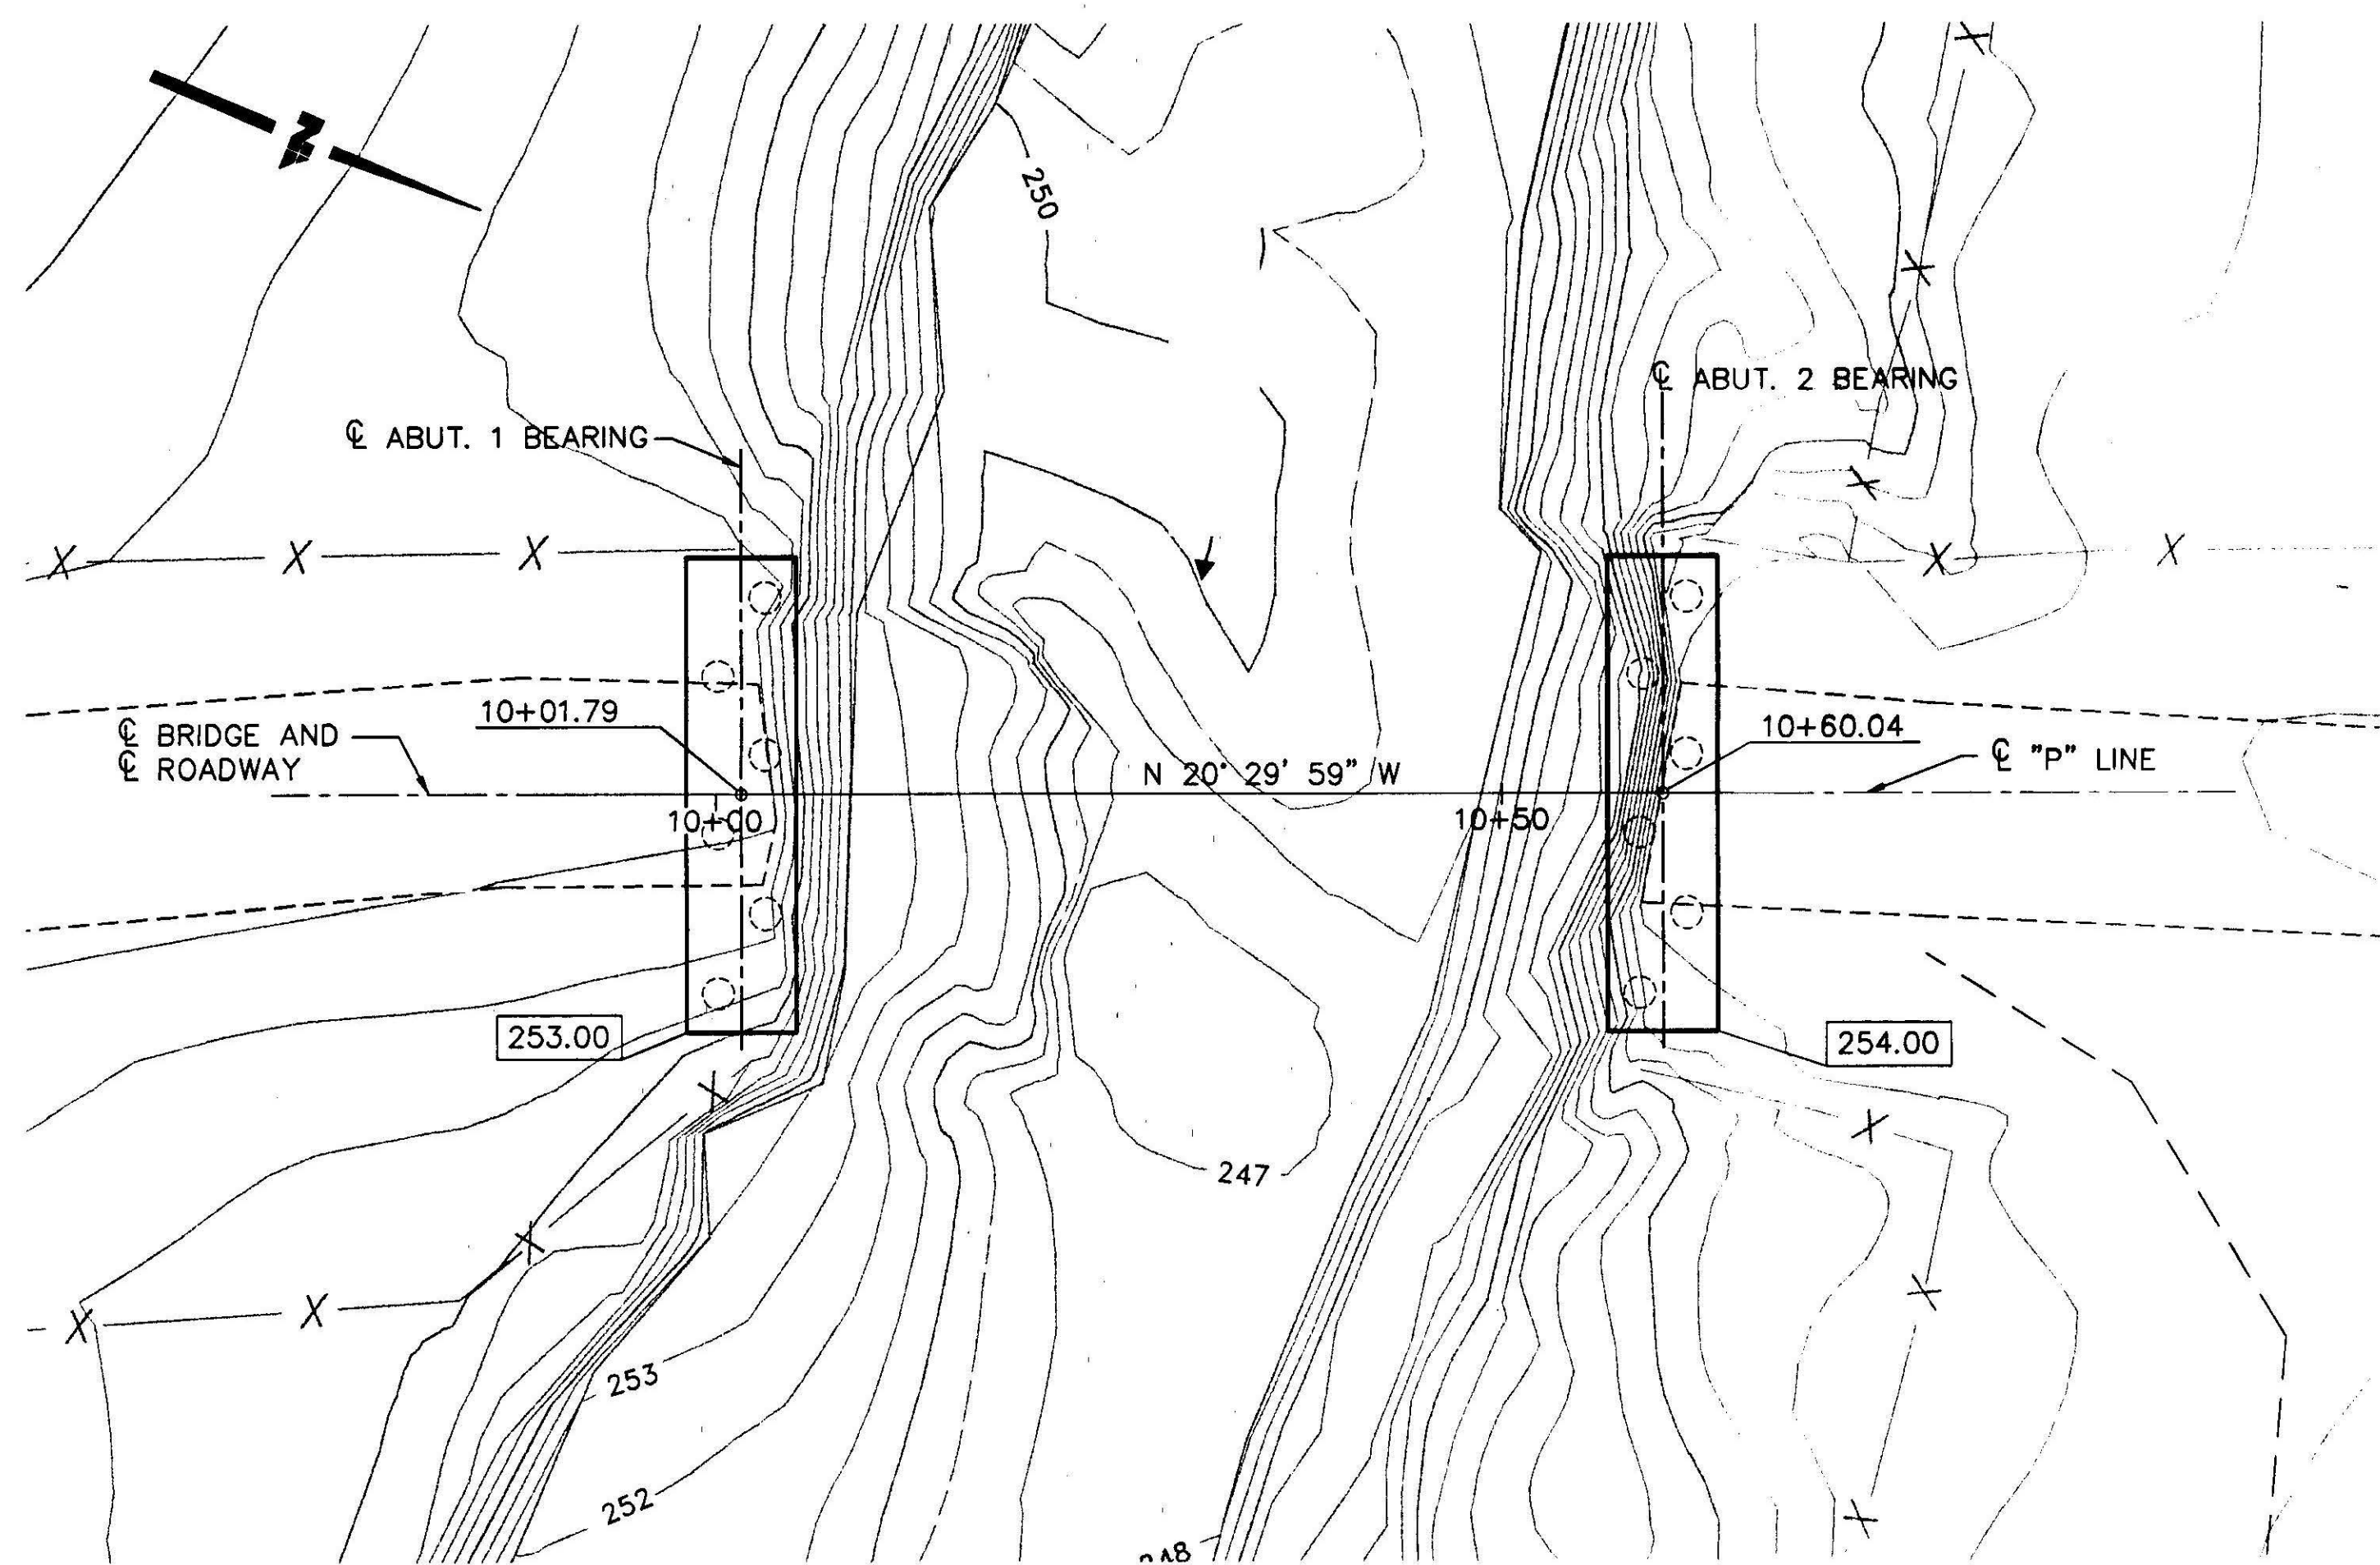 N
250
℄ ABUT. 2 BEARING
℄ ABUT. 1 BEARING
10+01.79
℄ BRIDGE AND
℄ ROADWAY
10+00
N 20° 29' 59" W
10+50
10+60.04
℄ "P" LINE
253.00
254.00
247
253
252